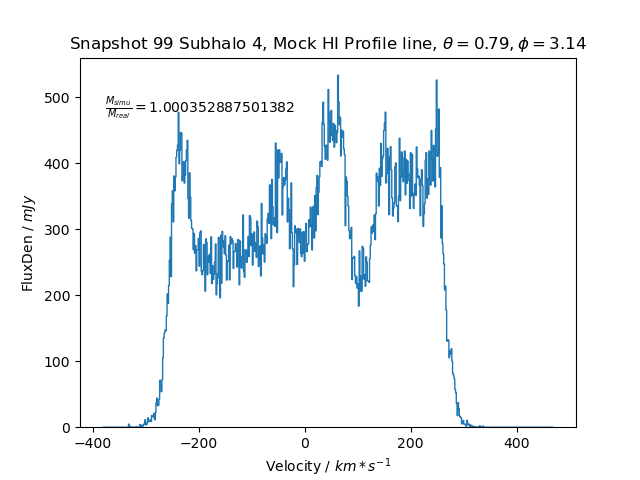 Snapshot 99 Subhalo 4, Mock HI Profile line, θ = 0.79, ϕ = 3.14
M_simu/M_real = 1.000352887501382
FluxDen / mJy
500
400
300
200
100
0
−400 −200 0 200 400
Velocity / km * s⁻¹